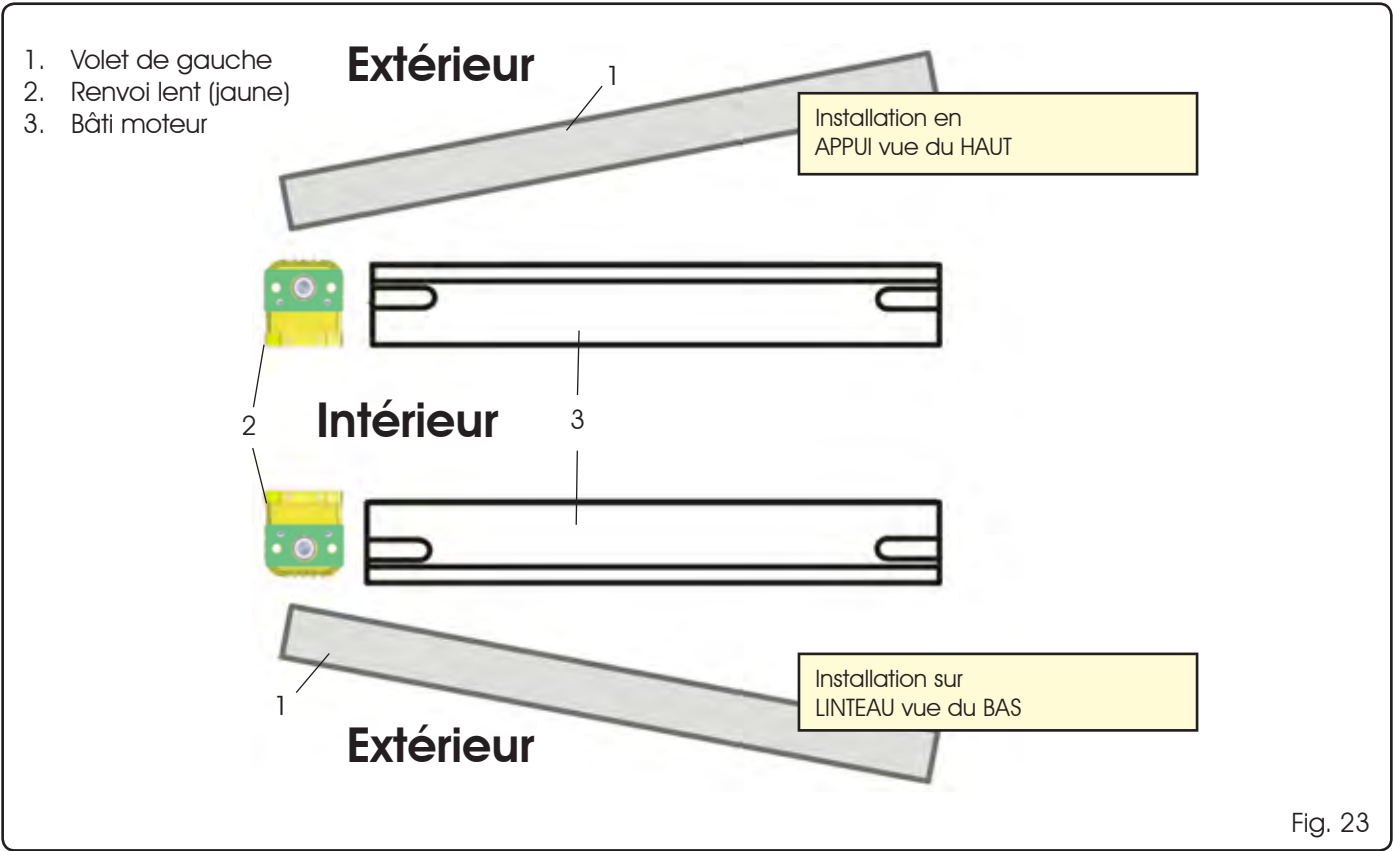 1. Volet de gauche
2. Renvoi lent (jaune)
3. Bâti moteur
Extérieur
1
Installation en
APPUI vue du HAUT
2
Intérieur
3
1
Installation sur
LINTEAU vue du BAS
Extérieur
Fig. 23